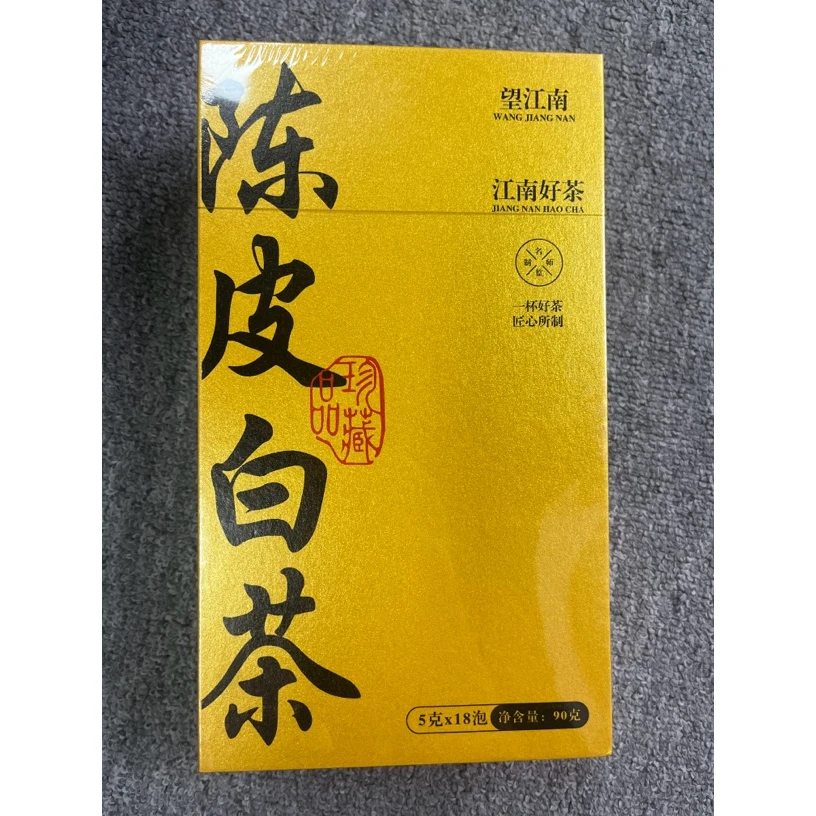 陈皮白茶
珍藏
品
望江南
WANG JIANG NAN
江南好茶
JIANG NAN HAO CHA
名师监制
一杯好茶
匠心所制
5克x18泡
净含量：90克